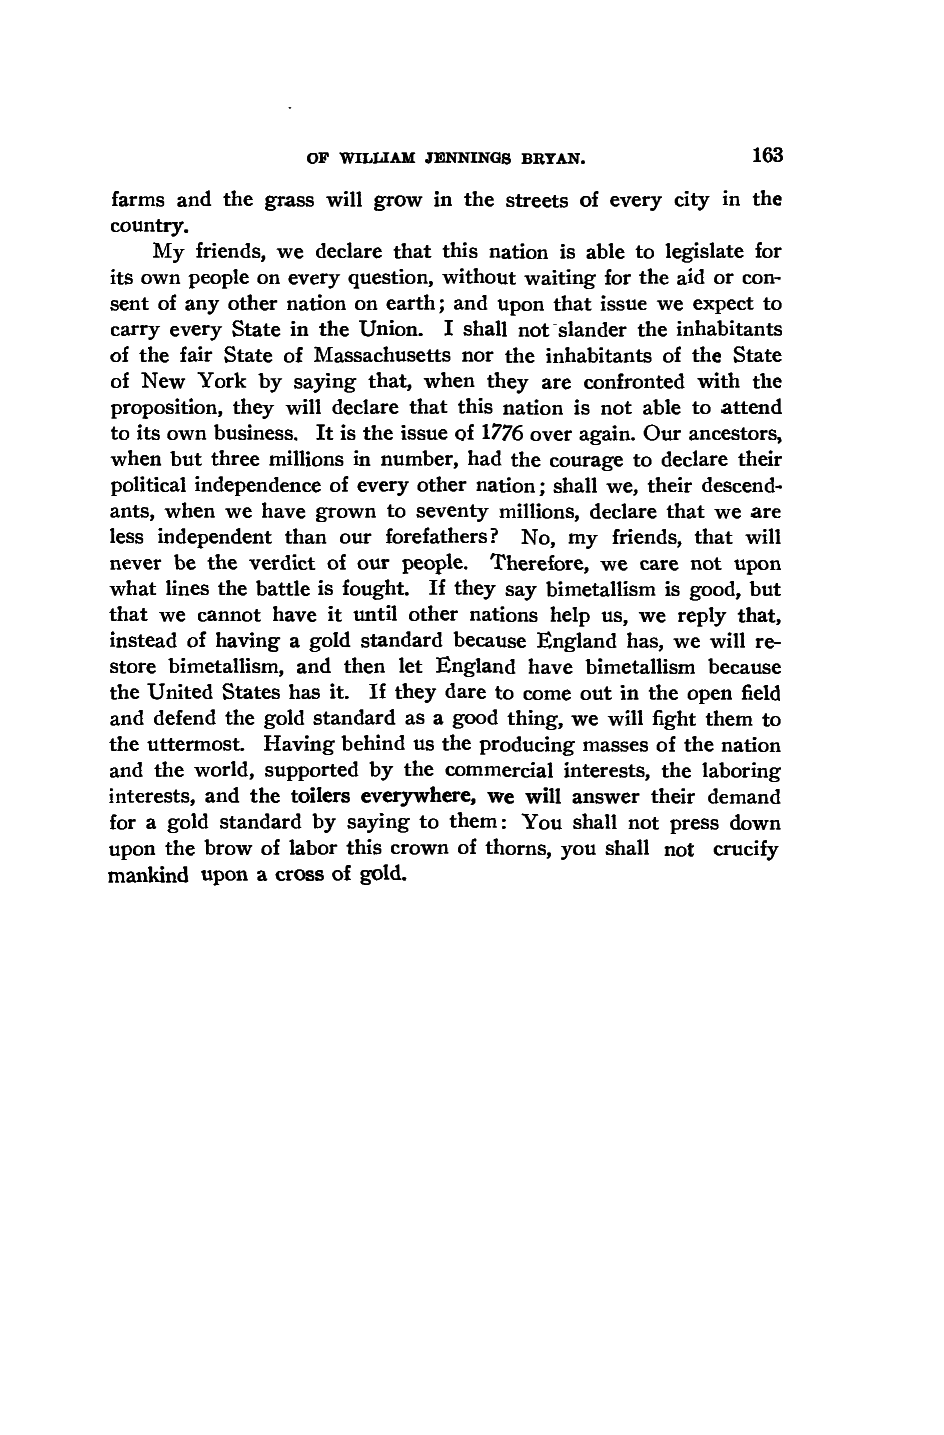 OF WILLIAM JENNINGS BRYAN. 163
farms and the grass will grow in the streets of every city in the
country.
My friends, we declare that this nation is able to legislate for
its own people on every question, without waiting for the aid or con-
sent of any other nation on earth; and upon that issue we expect to
carry every State in the Union. I shall not slander the inhabitants
of the fair State of Massachusetts nor the inhabitants of the State
of New York by saying that, when they are confronted with the
proposition, they will declare that this nation is not able to attend
to its own business. It is the issue of 1776 over again. Our ancestors,
when but three millions in number, had the courage to declare their
political independence of every other nation; shall we, their descend-
ants, when we have grown to seventy millions, declare that we are
less independent than our forefathers? No, my friends, that will
never be the verdict of our people. Therefore, we care not upon
what lines the battle is fought. If they say bimetallism is good, but
that we cannot have it until other nations help us, we reply that,
instead of having a gold standard because England has, we will re-
store bimetallism, and then let England have bimetallism because
the United States has it. If they dare to come out in the open field
and defend the gold standard as a good thing, we will fight them to
the uttermost. Having behind us the producing masses of the nation
and the world, supported by the commercial interests, the laboring
interests, and the toilers everywhere, we will answer their demand
for a gold standard by saying to them: You shall not press down
upon the brow of labor this crown of thorns, you shall not crucify
mankind upon a cross of gold.